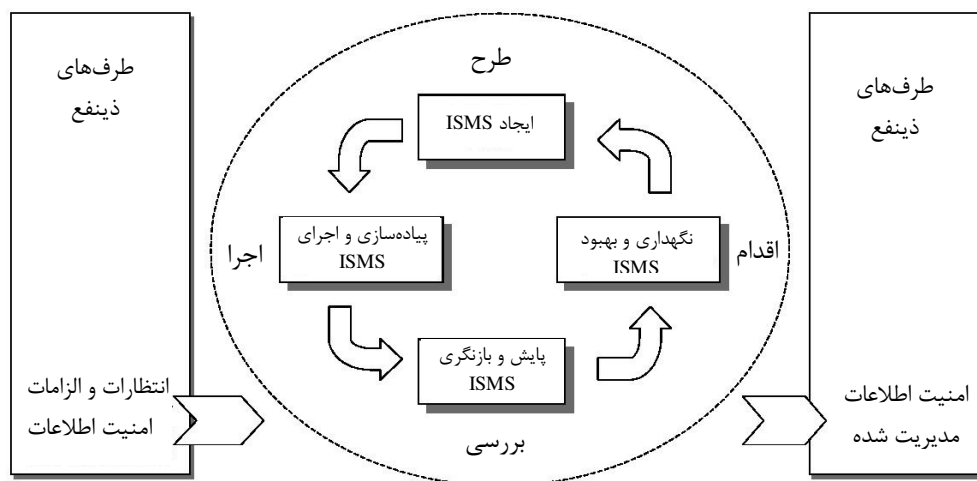 طرف‌های
ذینفع
انتظارات و الزامات
امنیت اطلاعات
طرح
ایجاد ISMS
اجرا
پیاده‌سازی و اجرای
ISMS
بررسی
پایش و بازنگری
ISMS
اقدام
نگهداری و بهبود
ISMS
طرف‌های
ذینفع
امنیت اطلاعات
مدیریت شده